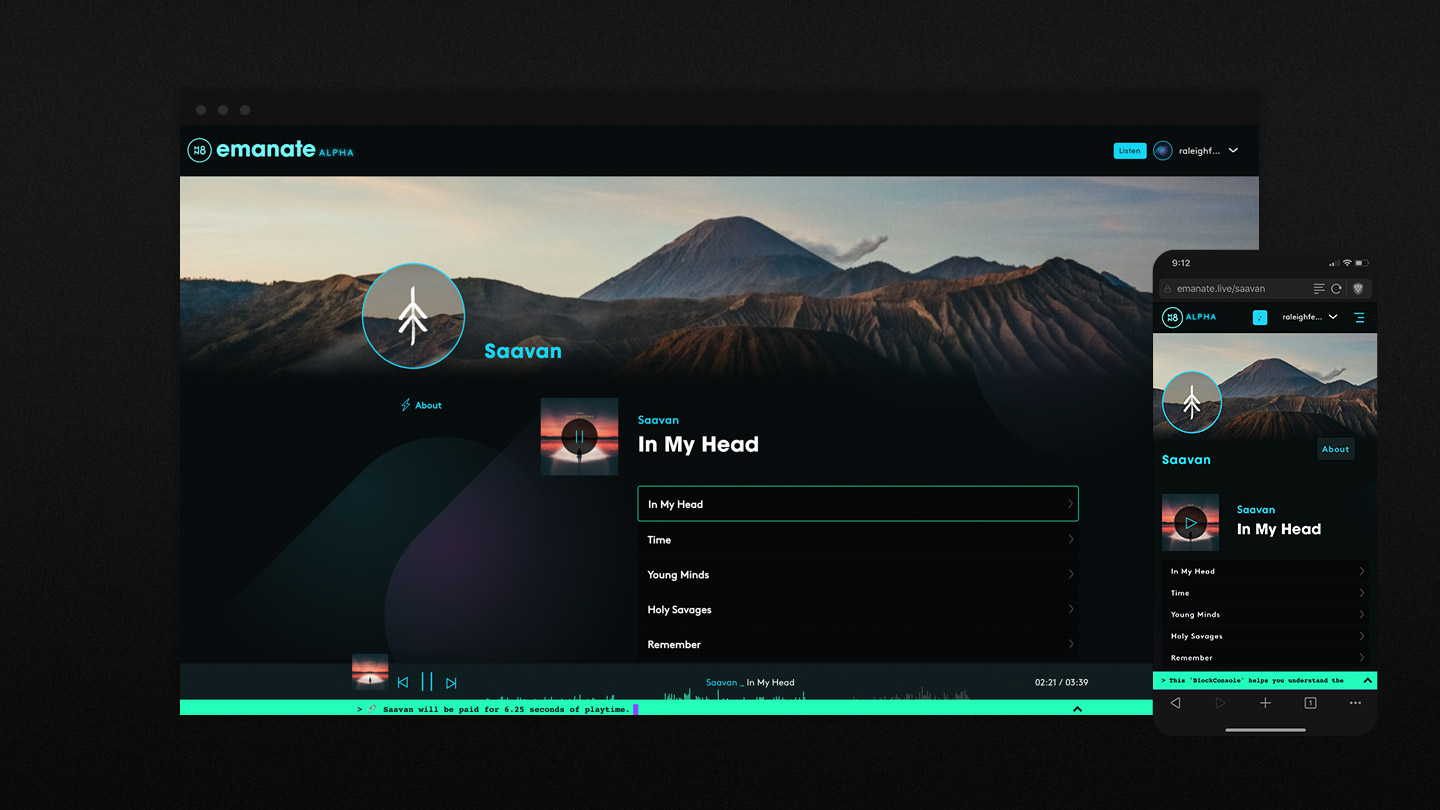 emanate ALPHA
Listen
raleighf...
Saavan
About
Saavan
In My Head
In My Head
Time
Young Minds
Holy Savages
Remember
Saavan _ In My Head
02:21 / 03:39
> Saavan will be paid for 6.25 seconds of playtime.
9:12
emanate.live/saavan
ALPHA
raleighfe...
About
Saavan
Saavan
In My Head
In My Head
Time
Young Minds
Holy Savages
Remember
> This 'BlockConsole' helps you understand the
1